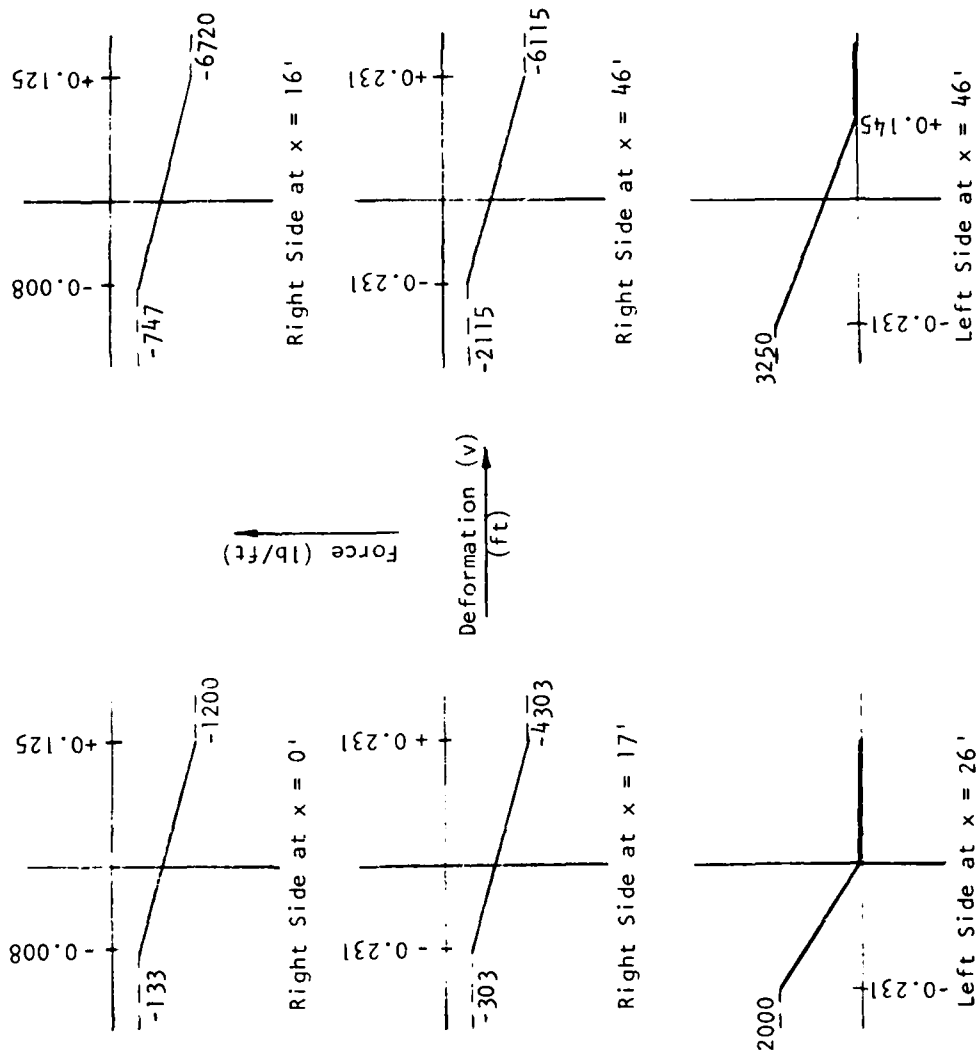 -0.008
+0.125
-133
-1200
Right Side at x = 0'
-0.231
+0.231
-303
-4303
Right Side at x = 17'
2000
-0.231
Left Side at x = 26'
Force (lb/ft)
Deformation (v)
(ft)
-0.008
+0.125
-747
-6720
Right Side at x = 16'
-0.231
+0.231
-2115
-6115
Right Side at x = 46'
3250
-0.231
+0.145
Left Side at x = 46'